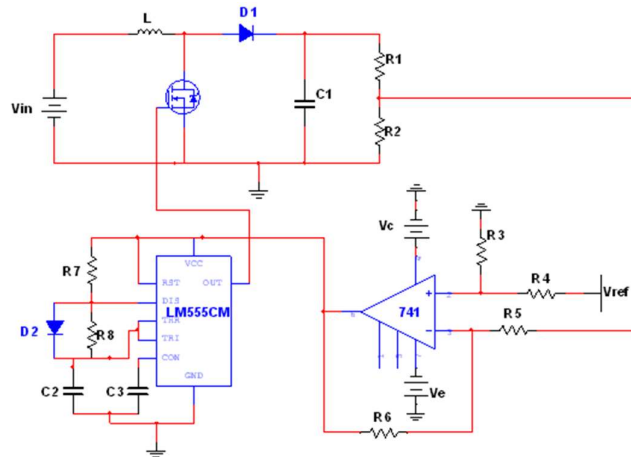 L
D1
Vin
C1
R1
R2
Vc
R3
R4
Vref
R5
741
Ve
R6
R7
VCC
RST
OUT
DIS
LM555CM
THR
TRI
CON
GND
D2
R8
C2
C3